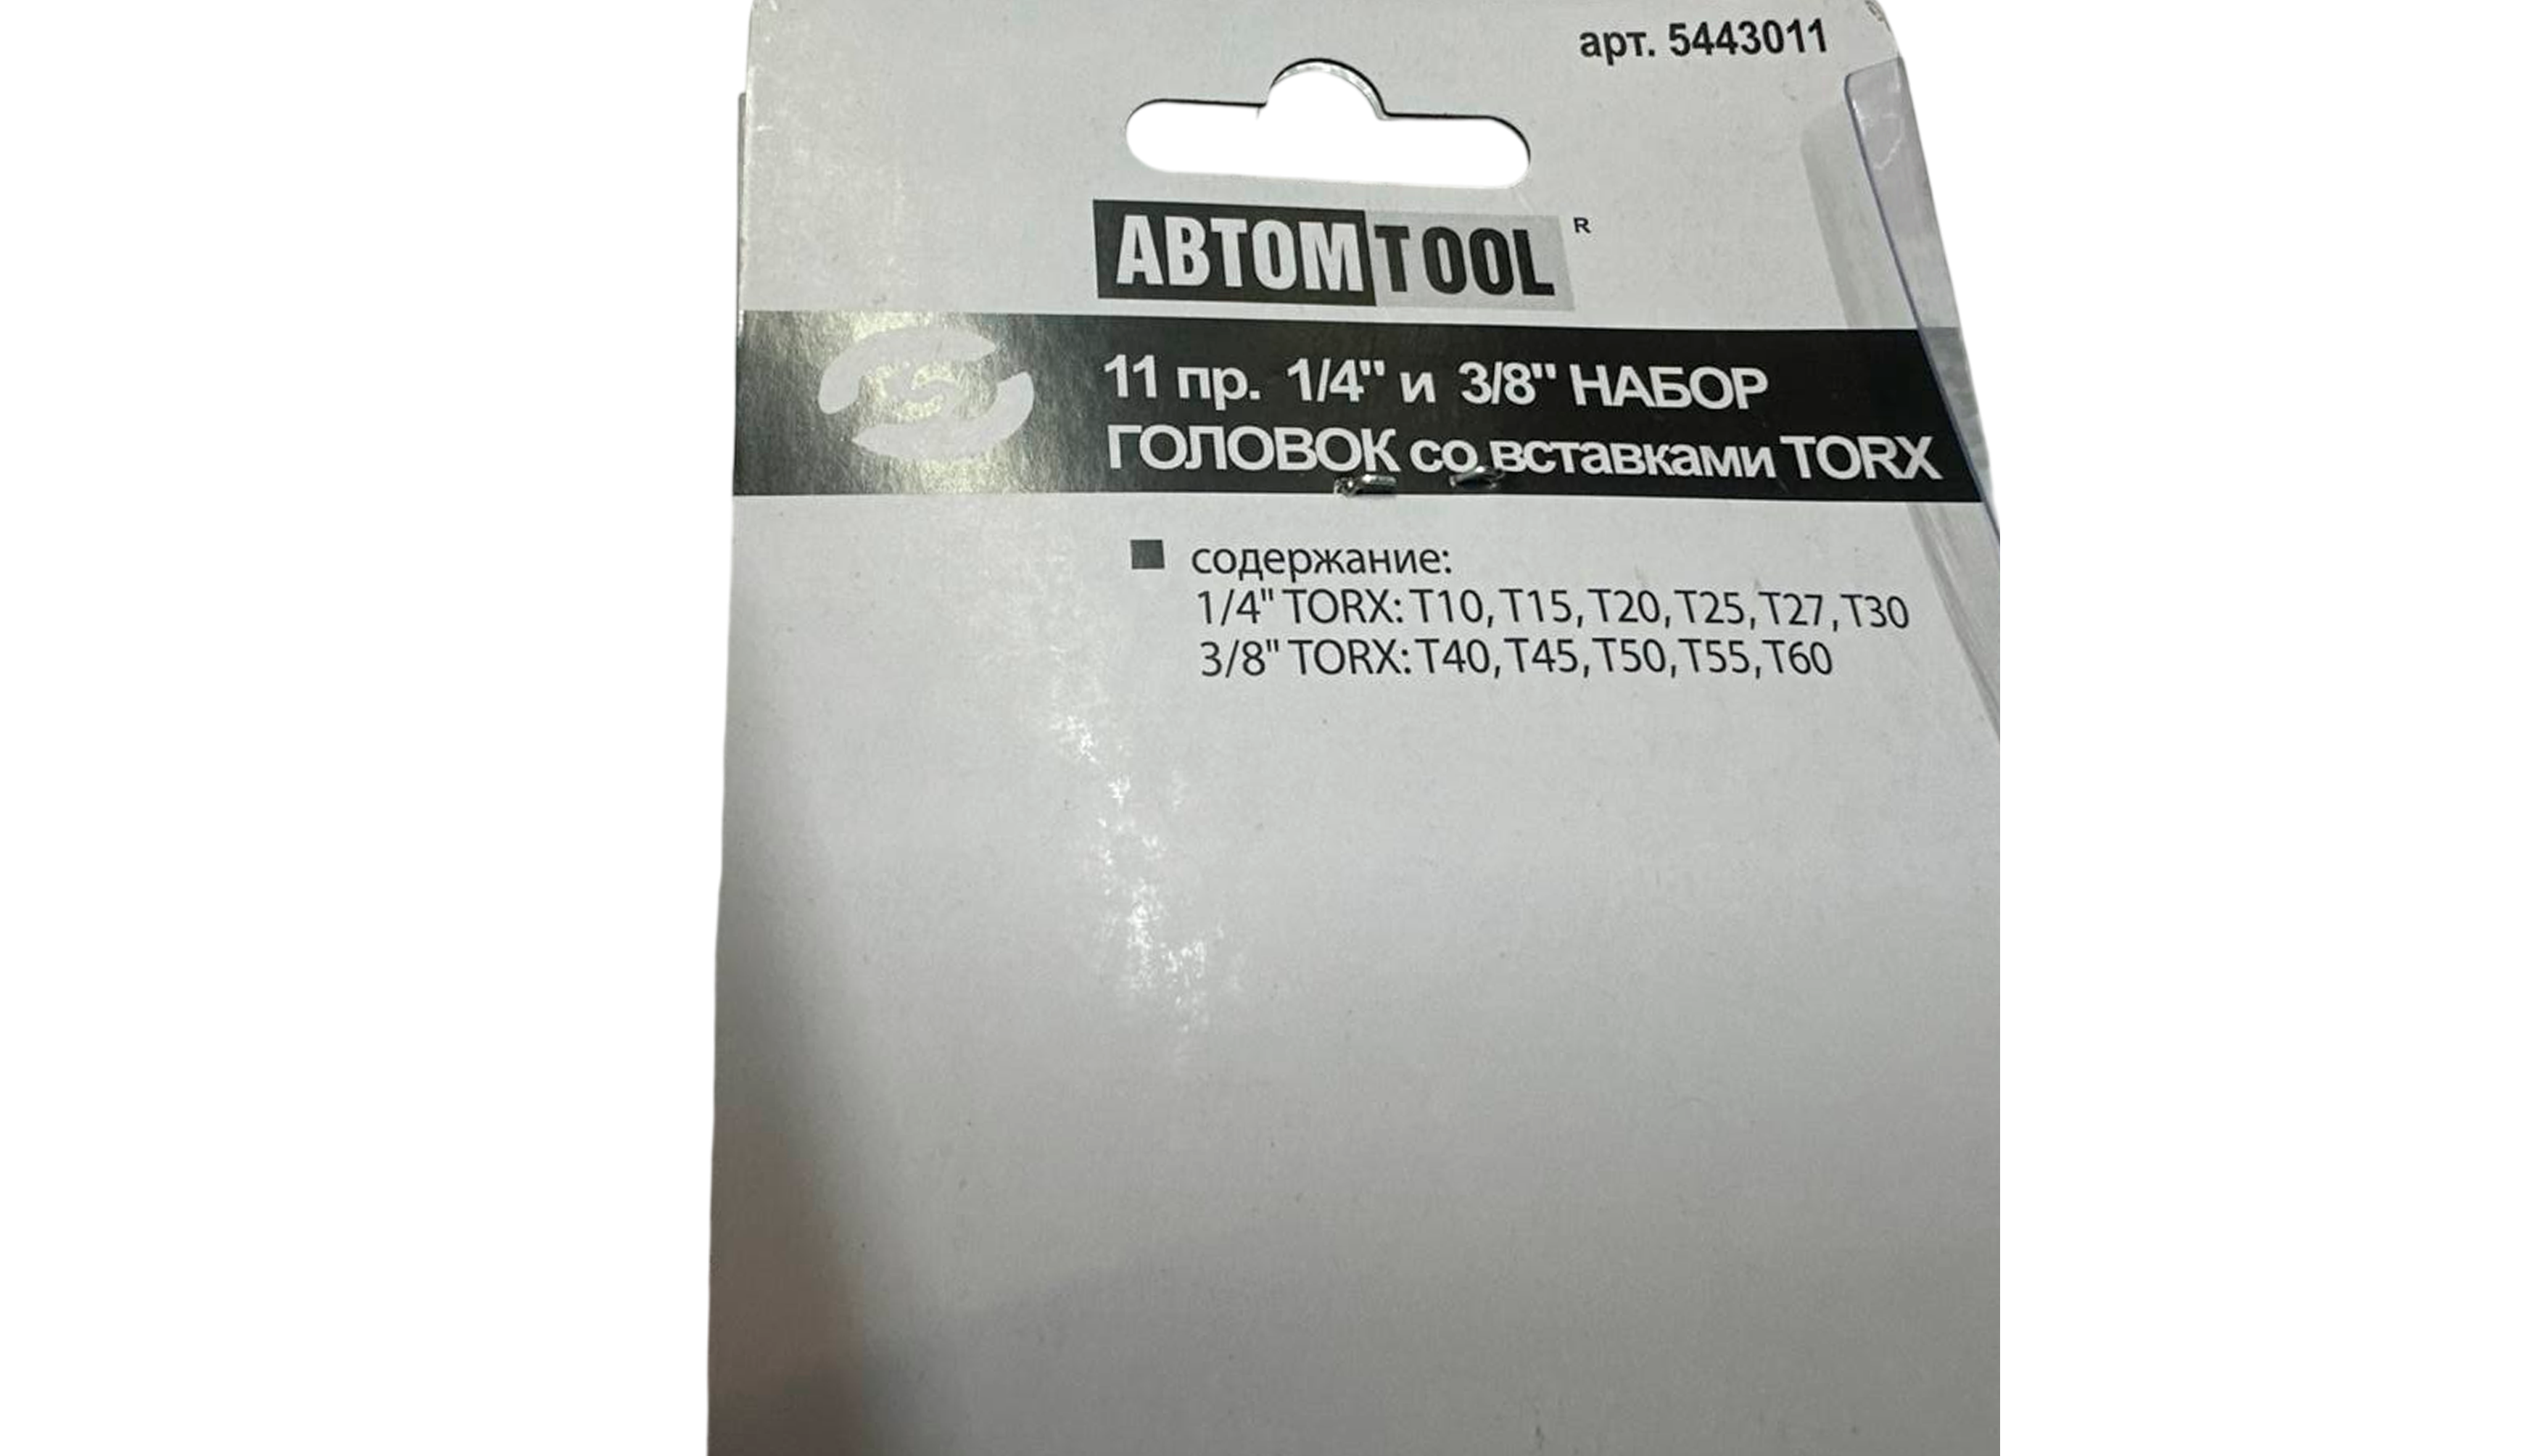 арт. 5443011
АВТОМTOOL ®
11 пр. 1/4" и 3/8" НАБОР
ГОЛОВОК со вставками TORX
■ содержание:
1/4" TORX: T10, T15, T20, T25, T27, T30
3/8" TORX: T40, T45, T50, T55, T60